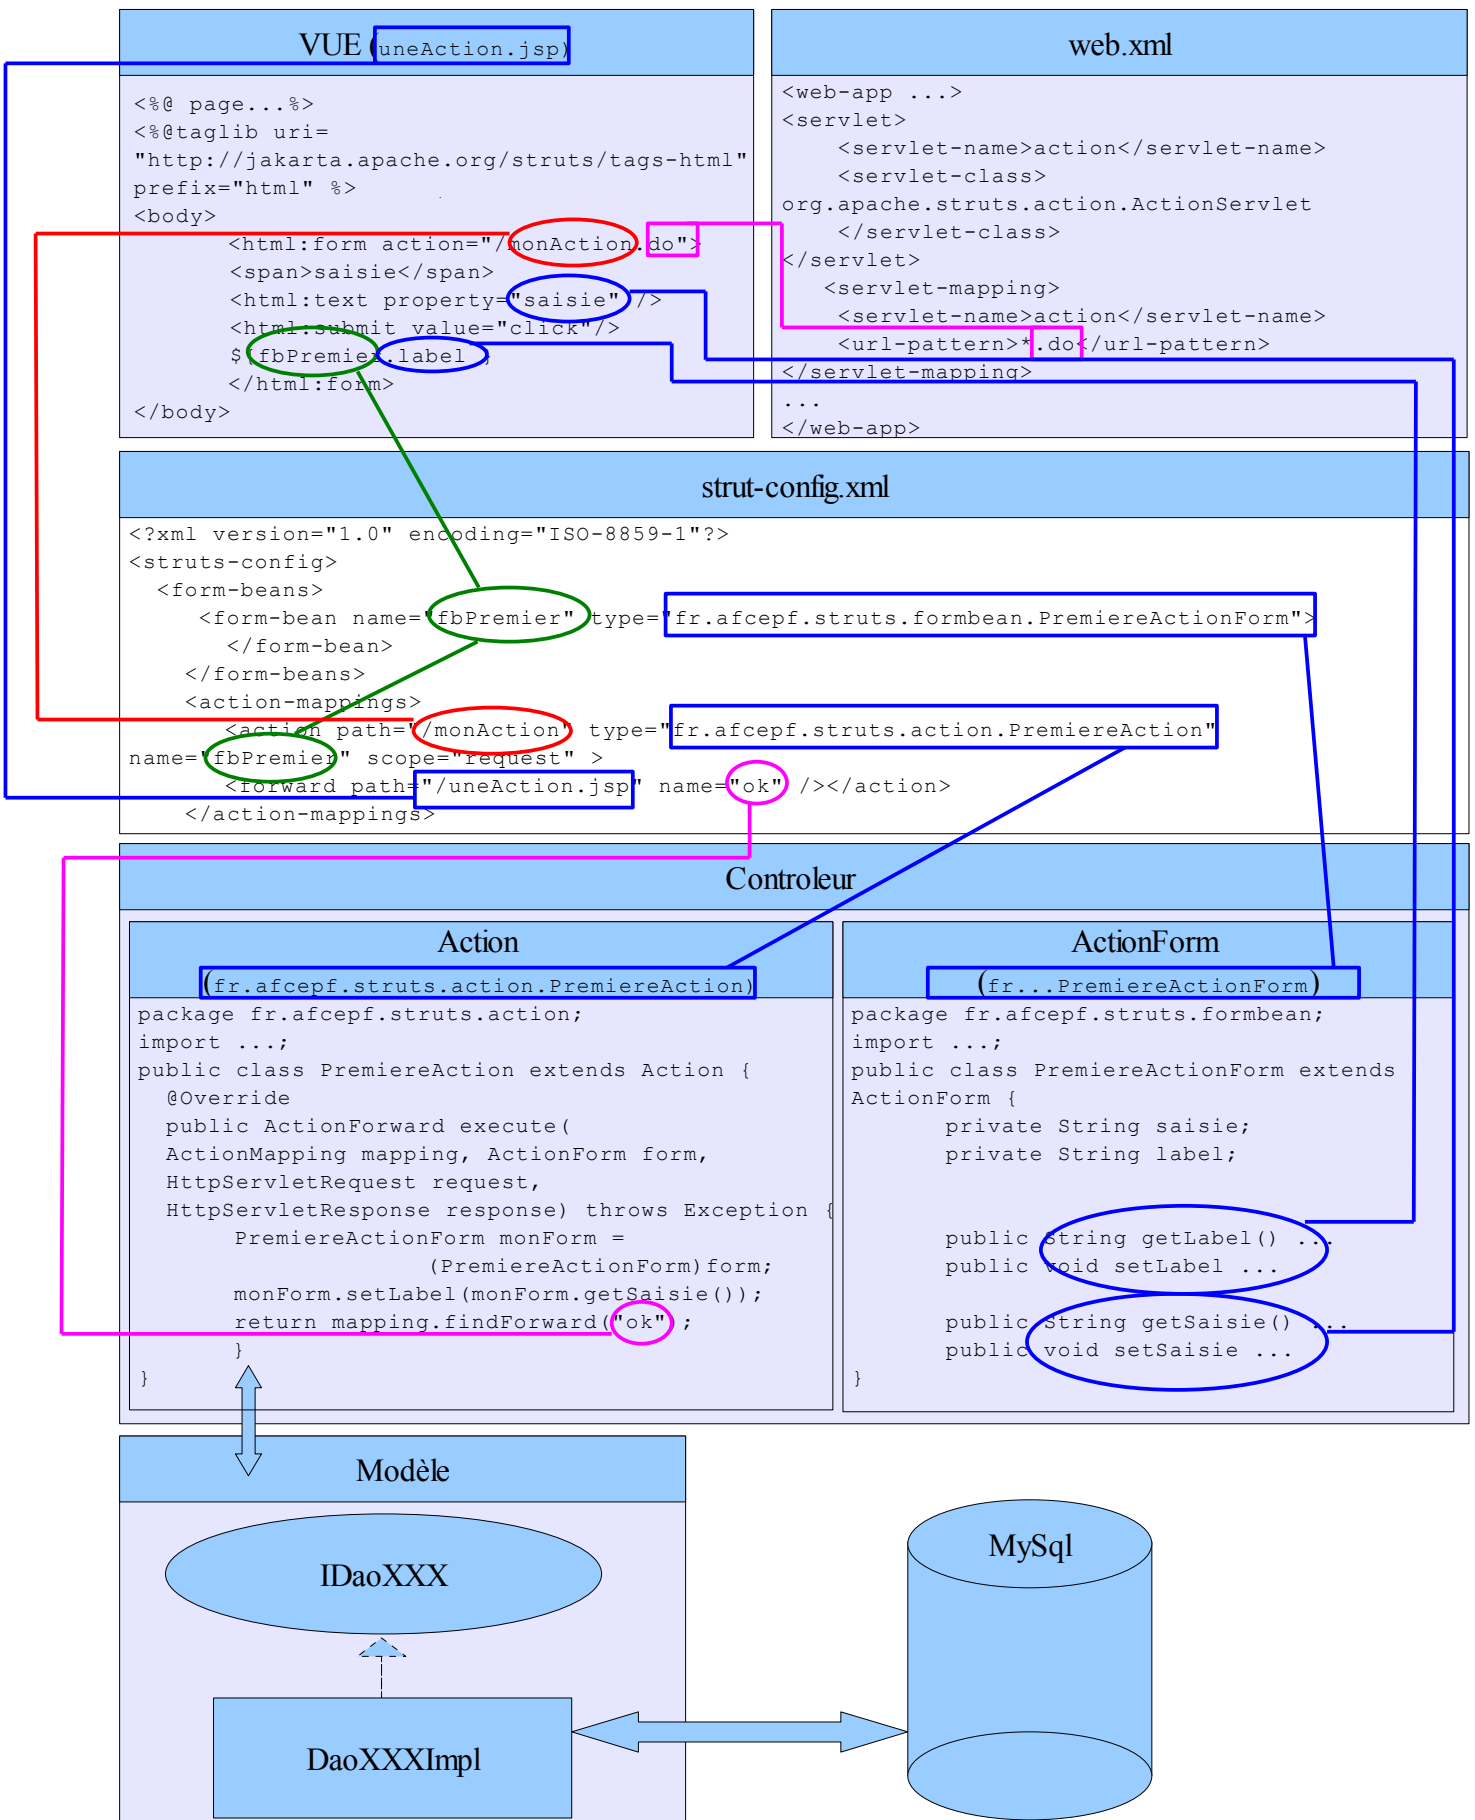 VUE (uneAction.jsp)
<%@ page...%>
<%@taglib uri=
"http://jakarta.apache.org/struts/tags-html"
prefix="html" %>
<body>
<html:form action="/monAction.do">
<span>saisie</span>
<html:text property="saisie" />
<html:submit value="click"/>
${fbPremier.label }
</html:form>
</body>
web.xml
<web-app ...>
<servlet>
<servlet-name>action</servlet-name>
<servlet-class>
org.apache.struts.action.ActionServlet
</servlet-class>
</servlet>
<servlet-mapping>
<servlet-name>action</servlet-name>
<url-pattern>*.do</url-pattern>
</servlet-mapping>
...
</web-app>
strut-config.xml
<?xml version="1.0" encoding="ISO-8859-1"?>
<struts-config>
<form-beans>
<form-bean name="fbPremier" type="fr.afcepf.struts.formbean.PremiereActionForm">
</form-bean>
</form-beans>
<action-mappings>
<action path="/monAction" type="fr.afcepf.struts.action.PremiereAction"
name="fbPremier" scope="request" >
<forward path="/uneAction.jsp" name="ok" /></action>
</action-mappings>
Controleur
Action
(fr.afcepf.struts.action.PremiereAction)
package fr.afcepf.struts.action;
import ...;
public class PremiereAction extends Action {
@Override
public ActionForward execute(
ActionMapping mapping, ActionForm form,
HttpServletRequest request,
HttpServletResponse response) throws Exception {
PremiereActionForm monForm =
(PremiereActionForm)form;
monForm.setLabel(monForm.getSaisie());
return mapping.findForward("ok");
}
}
ActionForm
(fr...PremiereActionForm)
package fr.afcepf.struts.formbean;
import ...;
public class PremiereActionForm extends
ActionForm {
private String saisie;
private String label;
public String getLabel() ...
public void setLabel ...
public String getSaisie() ...
public void setSaisie ...
}
Modèle
IDaoXXX
DaoXXXImpl
MySql